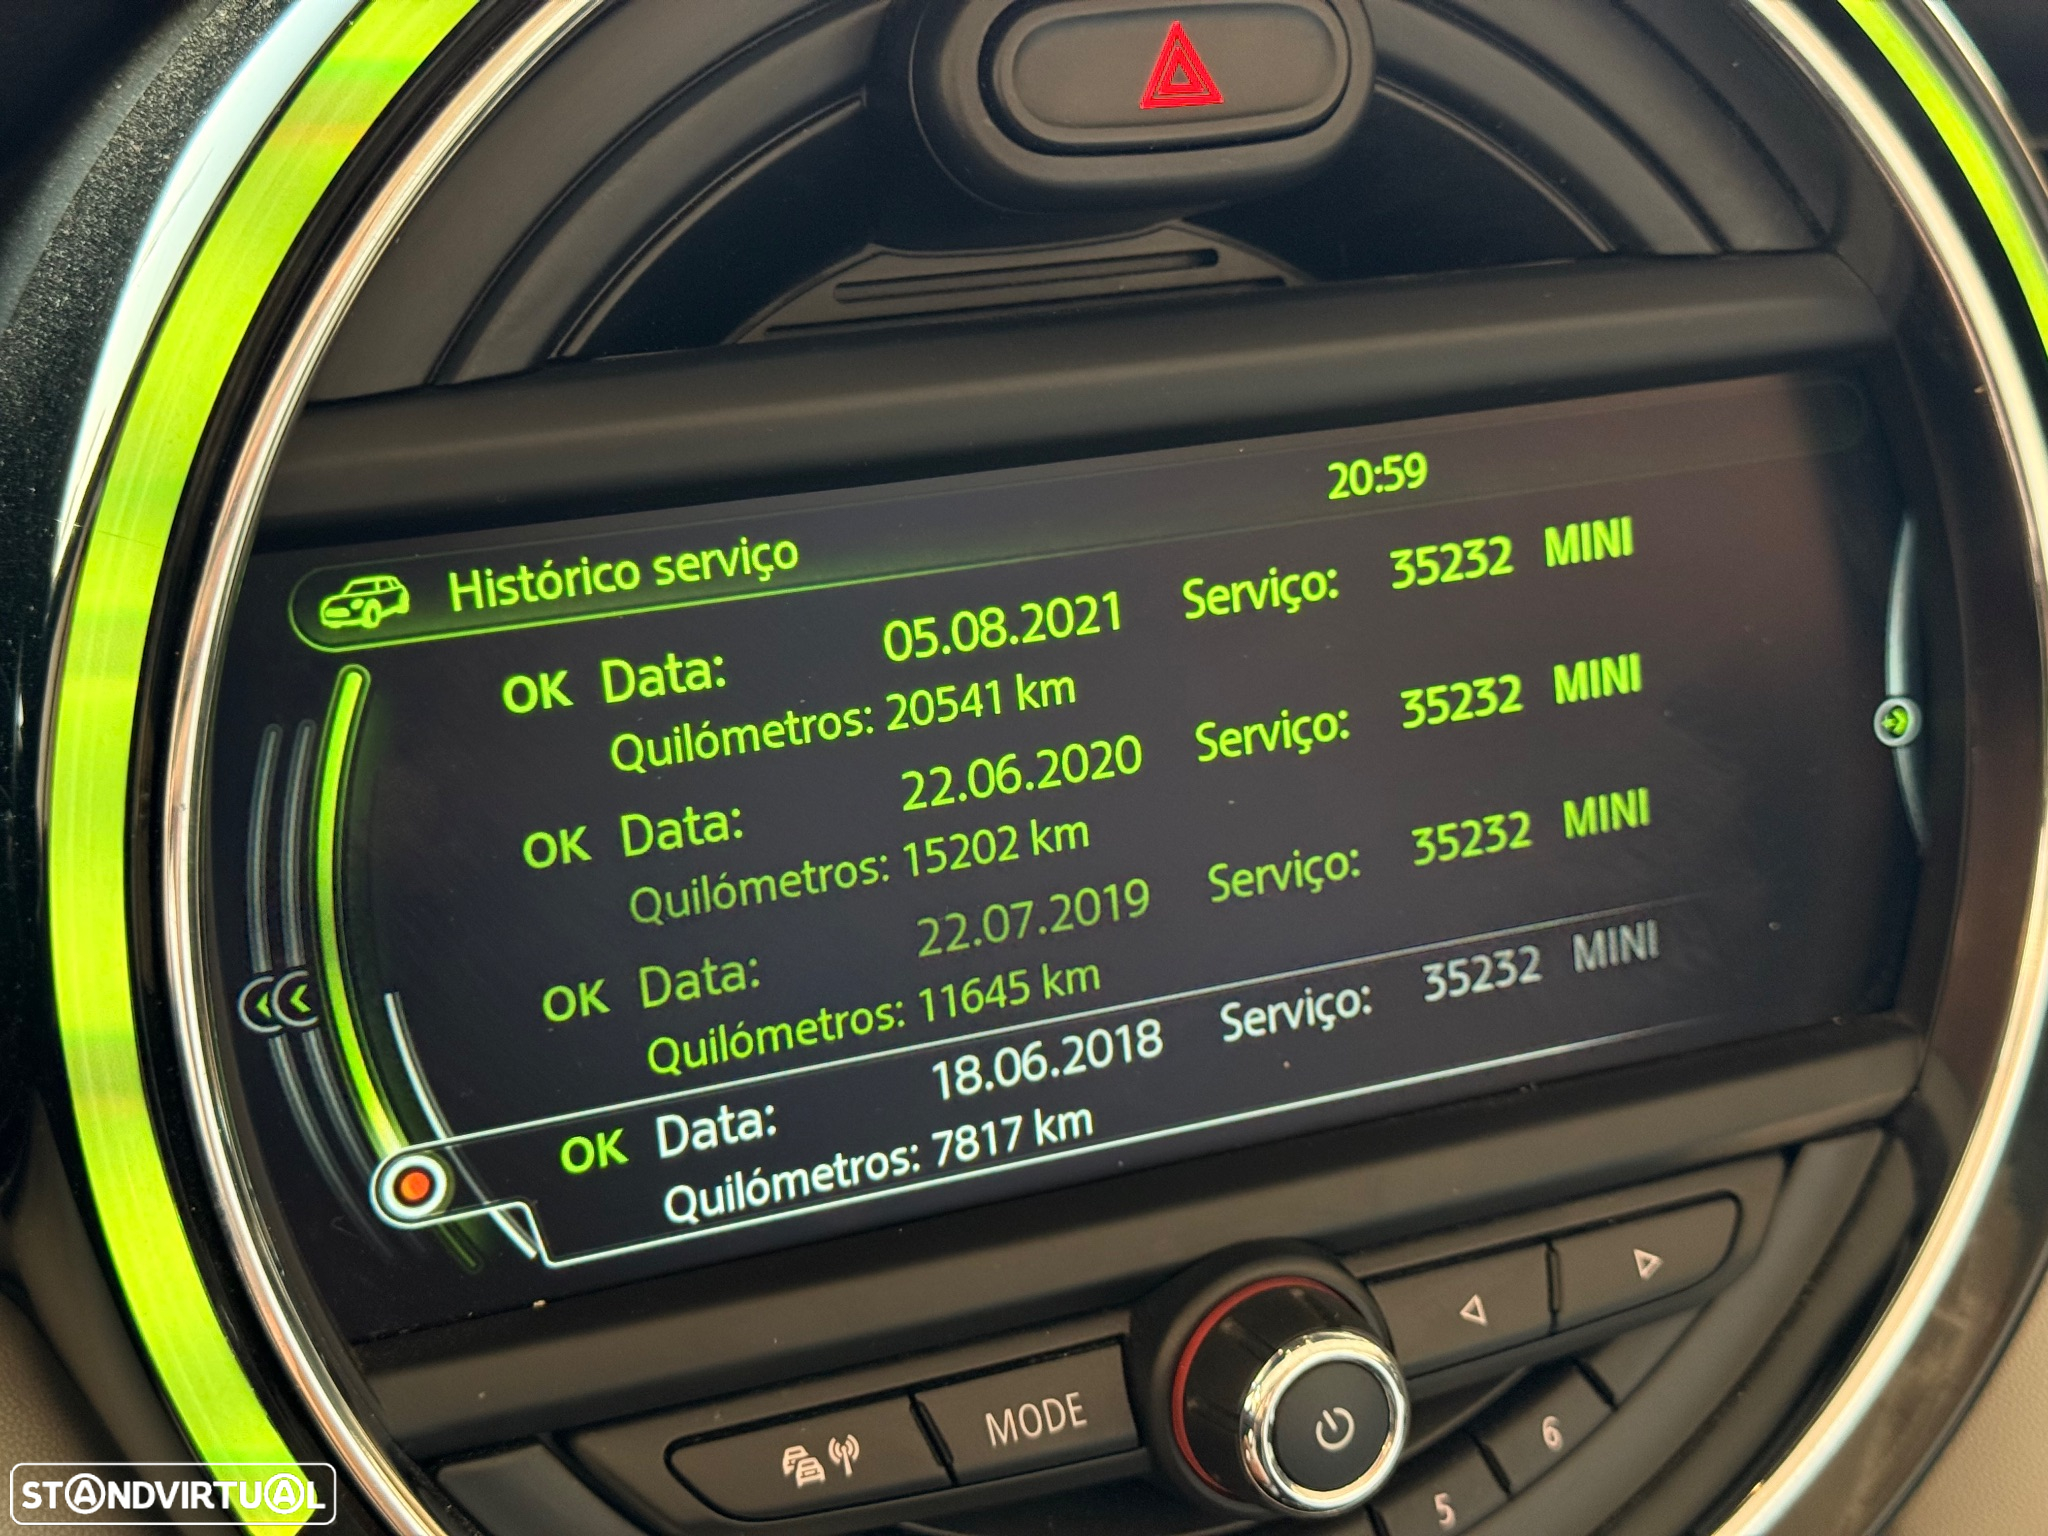 20:59
Histórico serviço
OK Data: 05.08.2021 Serviço: 35232 MINI
Quilómetros: 20541 km
OK Data: 22.06.2020 Serviço: 35232 MINI
Quilómetros: 15202 km
OK Data: 22.07.2019 Serviço: 35232 MINI
Quilómetros: 11645 km
OK Data: 18.06.2018 Serviço: 35232 MINI
Quilómetros: 7817 km
MODE
6
5
STANDVIRTUAL